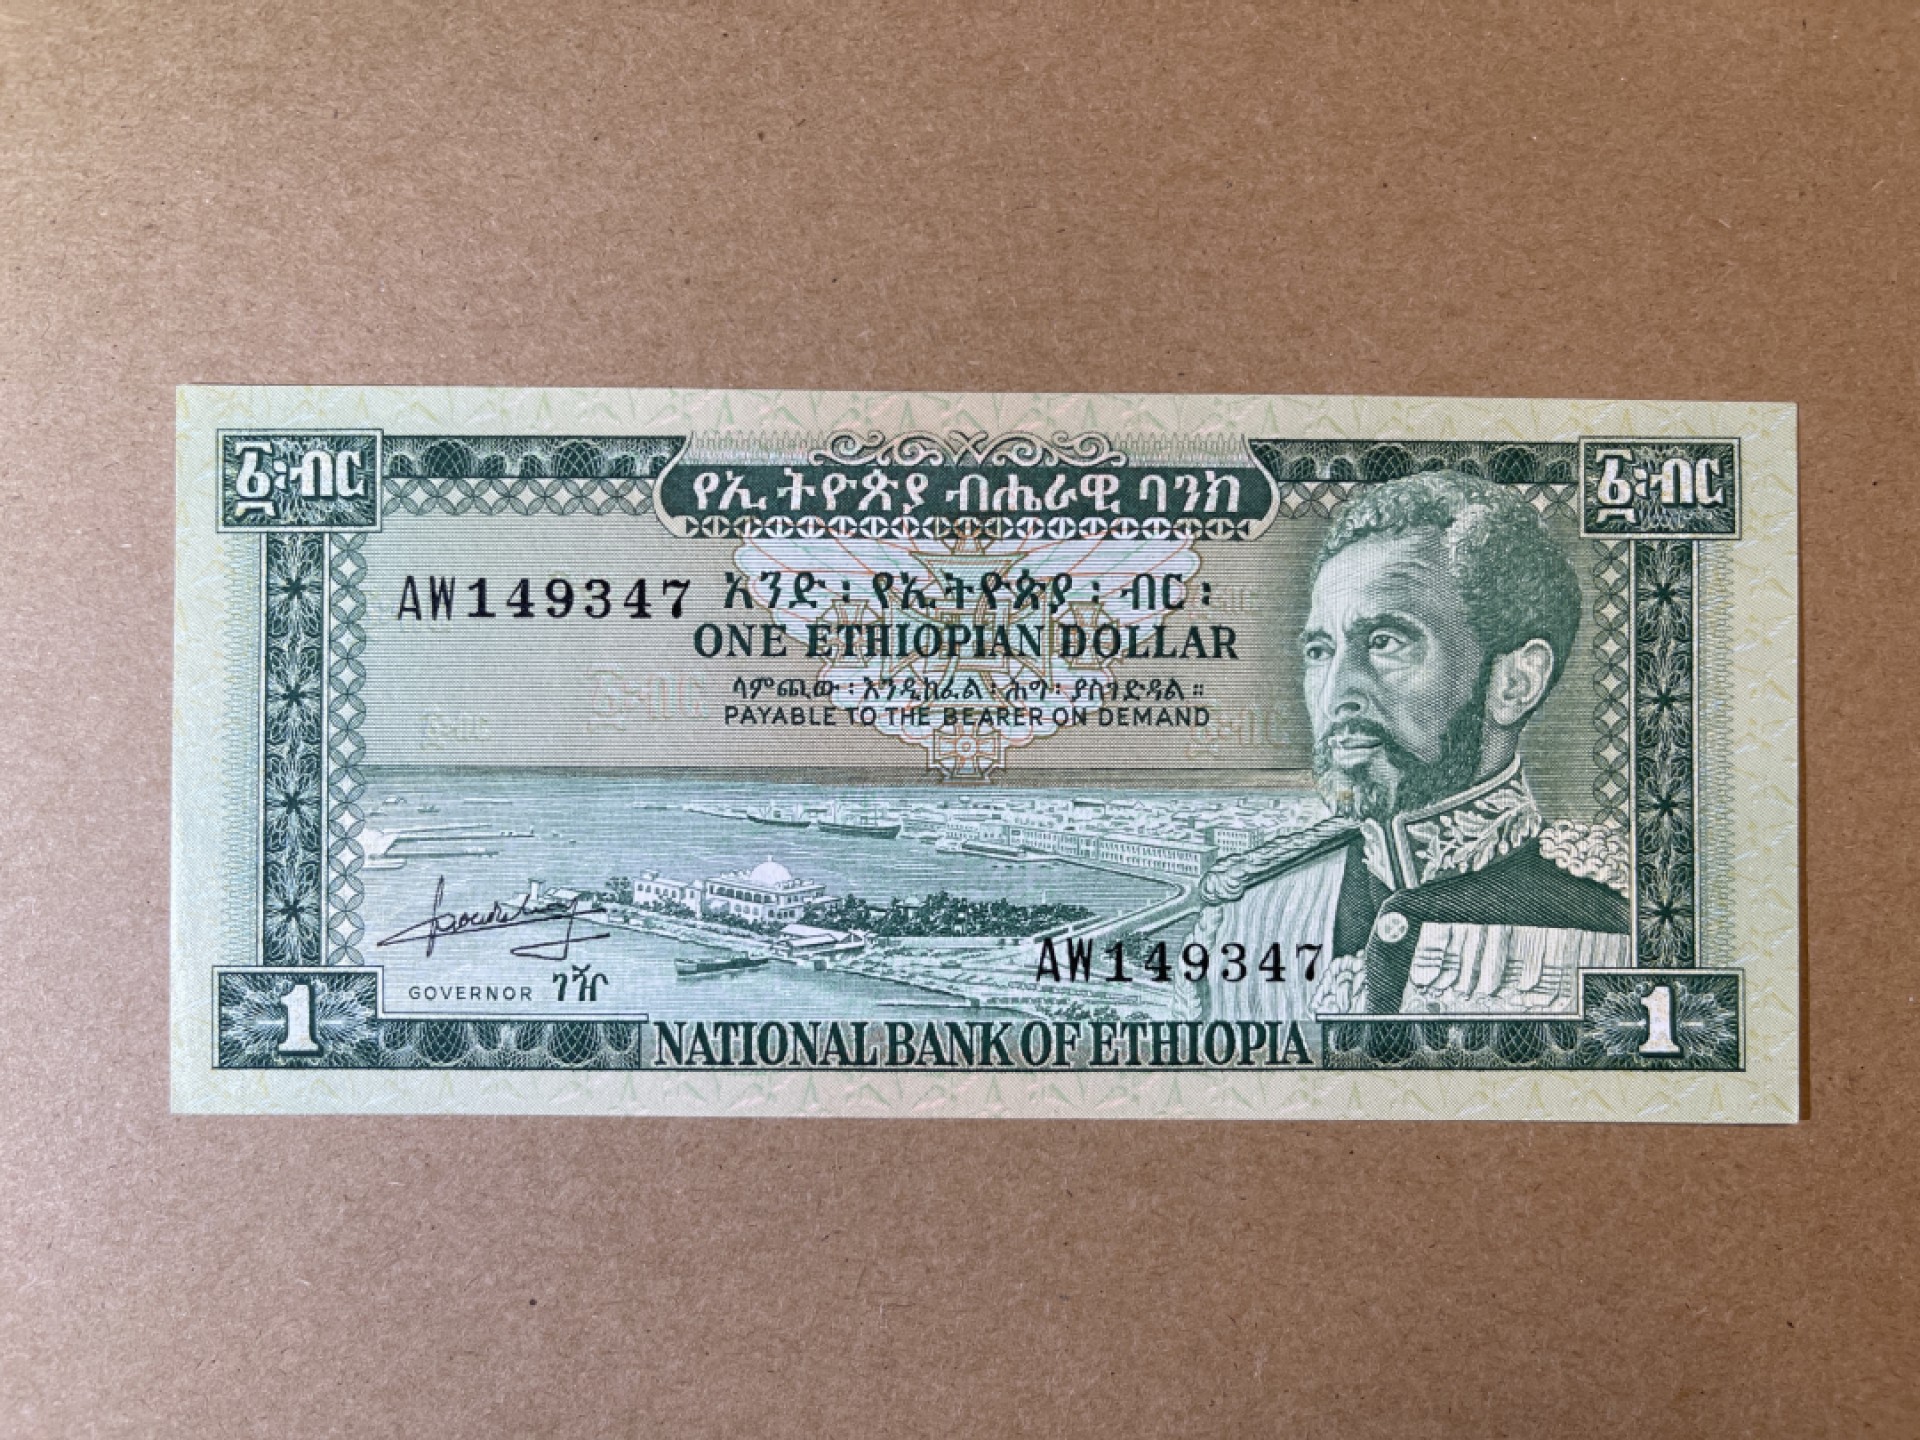 ፩፡ብር
የኢትዮጵያ ብሔራዊ ባንክ
፩፡ብር
AW149347
አንድ፡የኢትዮጵያ፡ብር፡
ONE ETHIOPIAN DOLLAR
ላምጪው፡እንዲከፈል፡ሕግ፡ያስገድዳል።
PAYABLE TO THE BEARER ON DEMAND
AW149347
GOVERNOR ገዥ
1
NATIONAL BANK OF ETHIOPIA
1